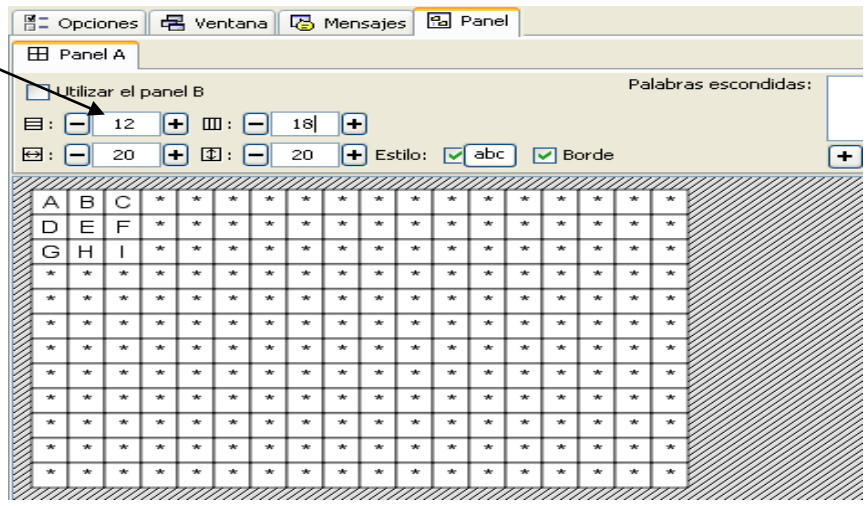 Opciones Ventana Mensajes Panel
Panel A
Utilizar el panel B Palabras escondidas:
: − 12 + : − 18 +
: − 20 + : − 20 + Estilo: abc Borde +
A B C * * * * * * * * * * * * * * *
D E F * * * * * * * * * * * * * * *
G H I * * * * * * * * * * * * * * *
* * * * * * * * * * * * * * * * * *
* * * * * * * * * * * * * * * * * *
* * * * * * * * * * * * * * * * * *
* * * * * * * * * * * * * * * * * *
* * * * * * * * * * * * * * * * * *
* * * * * * * * * * * * * * * * * *
* * * * * * * * * * * * * * * * * *
* * * * * * * * * * * * * * * * * *
* * * * * * * * * * * * * * * * * *